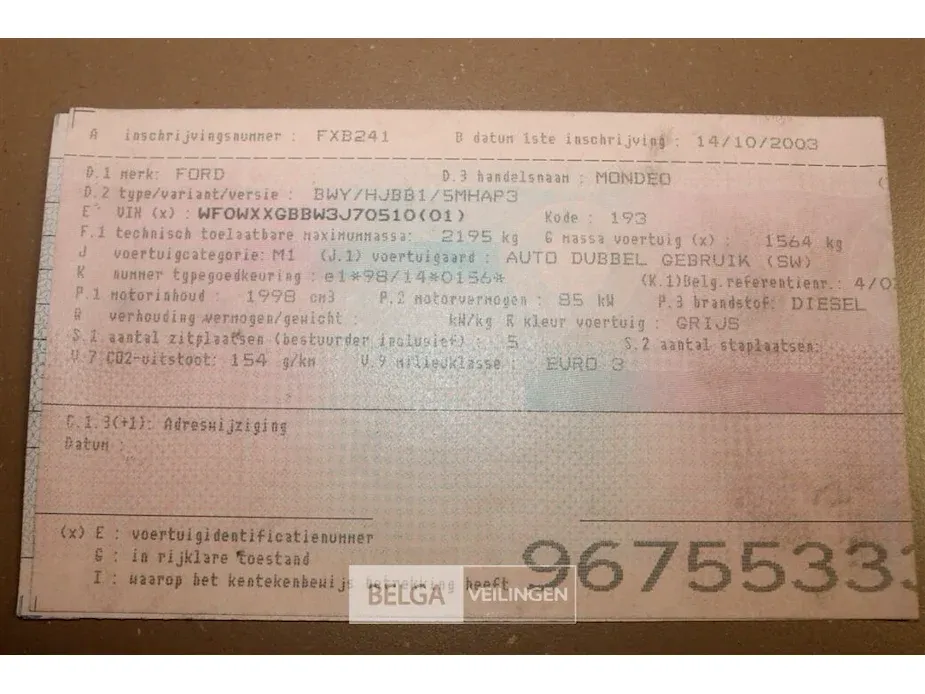 A inschrijvingsnummer : FXB241 B datum 1ste inschrijving : 14/10/2003
D.1 merk: FORD D.3 handelsnaam : MONDEO
D.2 type/variant/versie : BWY/HJBB1/5MHAP3
E VIN (x) : WF0WXXGBBW3J70510(01) Kode : 193
F.1 technisch toelaatbare maximummassa: 2195 kg G massa voertuig (x) : 1564 kg
J voertuigcategorie: M1 (J.1) voertuigaard : AUTO DUBBEL GEBRUIK (SW)
K nummer typegoedkeuring : e1*98/14*0156* (K.1)Belg.referentienr.: 4/03
P.1 motorinhoud : 1998 cm3 P.2 motorvermogen : 85 kW P.3 brandstof: DIESEL
Q verhouding vermogen/gewicht : kW/kg R kleur voertuig : GRIJS
S.1 aantal zitplaatsen (bestuurder inclusief) : 5 S.2 aantal staplaatsen:
V.7 CO2-uitstoot: 154 g/km V.9 milieuklasse : EURO 3
C.1.3(+1): Adreswijziging
Datum :
(x) E : voertuigidentificatienummer
G : in rijklare toestand
I : waarop het kentekenbewijs betrekking heeft
96755333
BELGA VEILINGEN